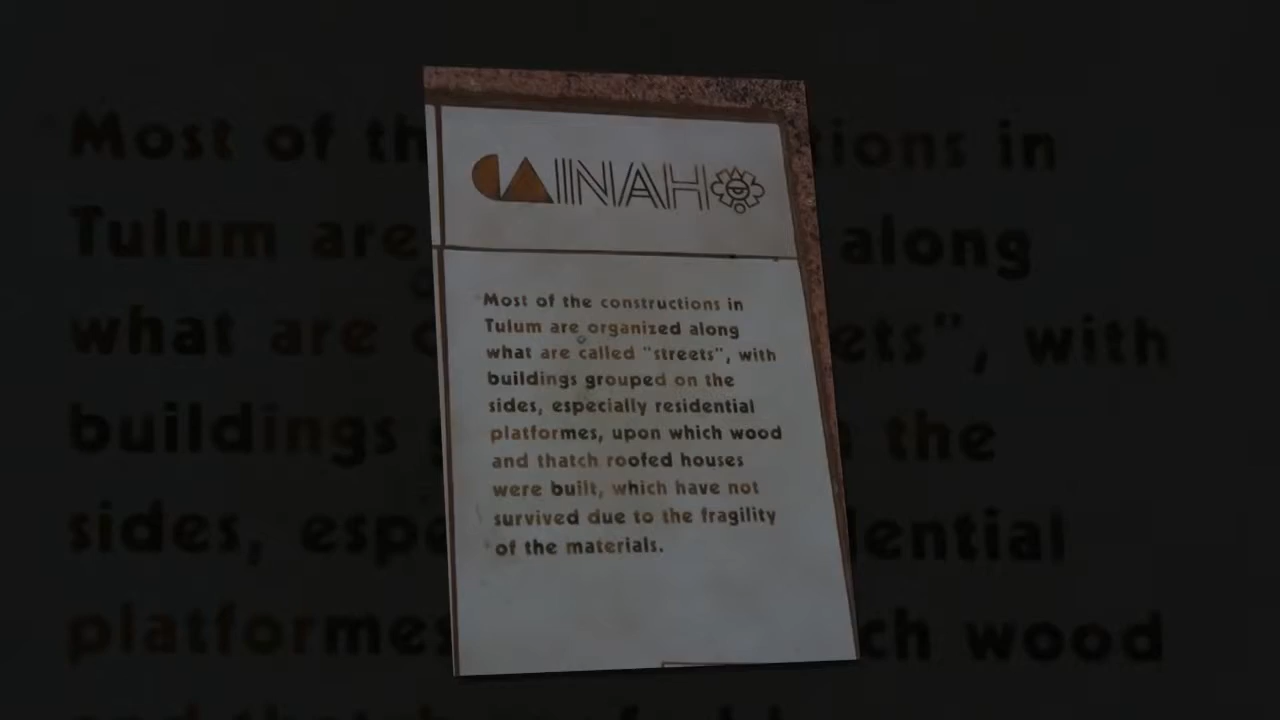 CAINAH
Most of the constructions in
Tulum are organized along
what are called "streets", with
buildings grouped on the
sides, especially residential
platformes, upon which wood
and thatch roofed houses
were built, which have not
survived due to the fragility
of the materials.